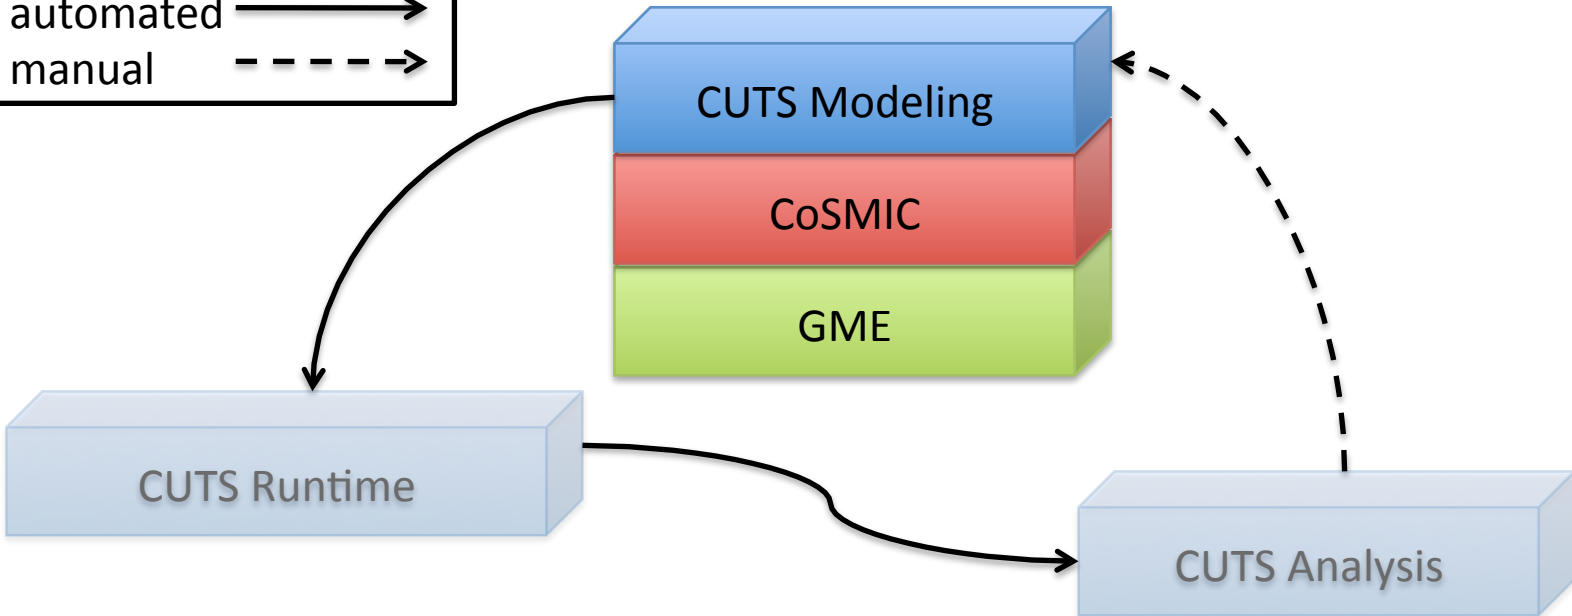 automated
manual
CUTS Modeling
CoSMIC
GME
CUTS Runtime
CUTS Analysis